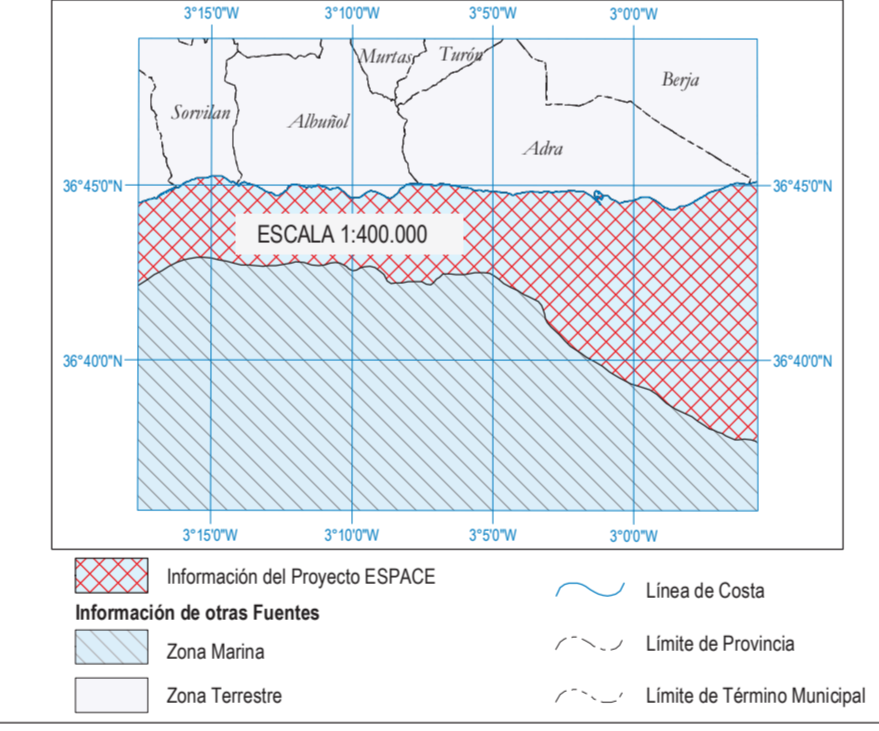 3°15'0"W 3°10'0"W 3°5'0"W 3°0'0"W
Murtas Turón
Berja
Sorvilan Albuñol
Adra
36°45'0"N 36°45'0"N
ESCALA 1:400.000
36°40'0"N 36°40'0"N
3°15'0"W 3°10'0"W 3°5'0"W 3°0'0"W
Información del Proyecto ESPACE
Información de otras Fuentes
Zona Marina
Zona Terrestre
Línea de Costa
Límite de Provincia
Límite de Término Municipal